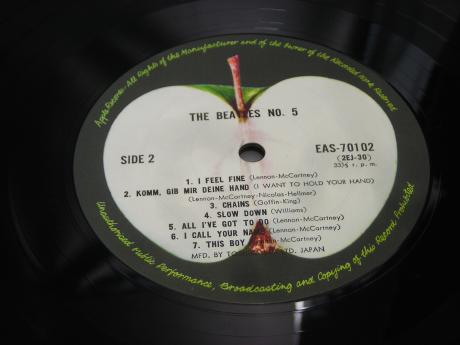 Apple Records · All Rights of the Manufacturer and of the Owner of the Recorded Work Reserved
THE BEATLES NO. 5
SIDE 2
EAS-70102
(2EJ-30)
33⅓ r. p. m.
1. I FEEL FINE (Lennon-McCartney)
2. KOMM, GIB MIR DEINE HAND (I WANT TO HOLD YOUR HAND)
(Lennon-McCartney-Nicolas-Hellmer)
3. CHAINS (Goffin-King)
4. SLOW DOWN (Williams)
5. ALL I'VE GOT TO DO (Lennon-McCartney)
6. I CALL YOUR NAME (Lennon-McCartney)
7. THIS BOY (Lennon-McCartney)
MFD. BY TOSHIBA LTD. JAPAN
Unauthorised Public Performance, Broadcasting and Copying of this Record Prohibited